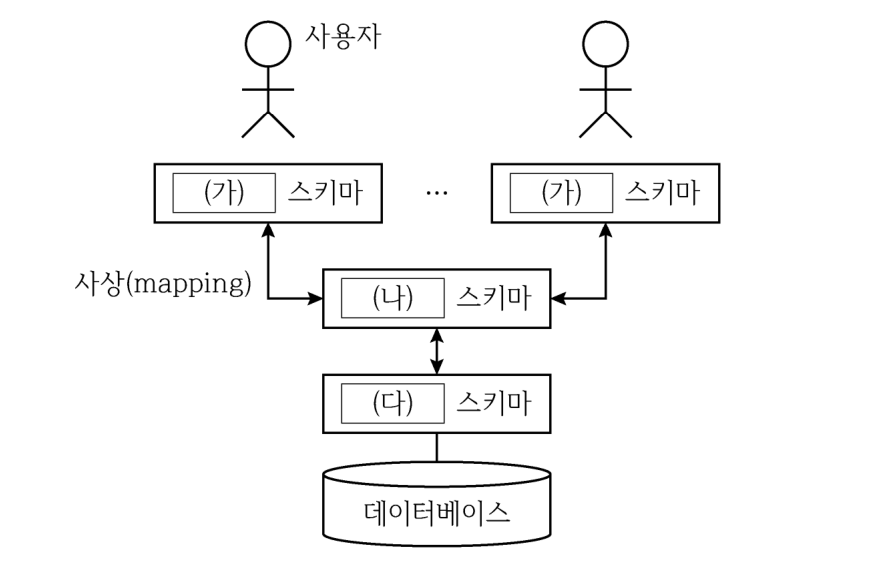 사용자
(가) 스키마 ... (가) 스키마
사상(mapping)
(나) 스키마
(다) 스키마
데이터베이스